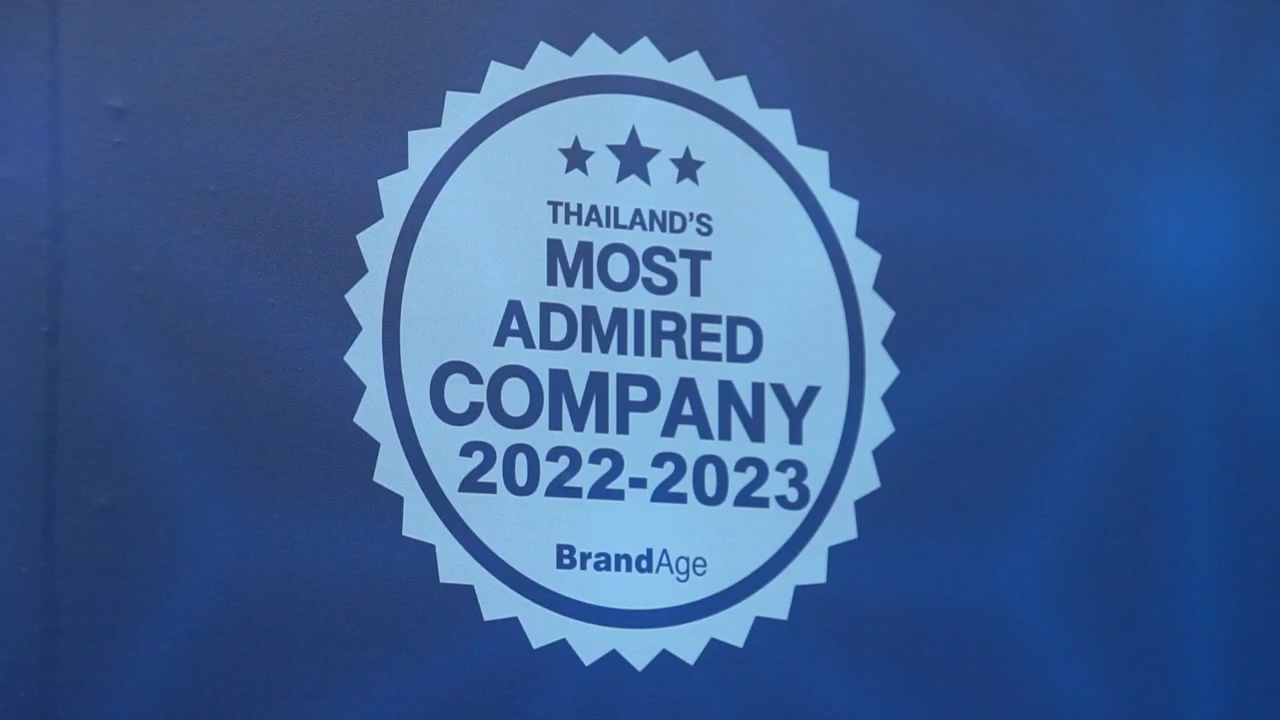 THAILAND'S
MOST
ADMIRED
COMPANY
2022-2023
BrandAge